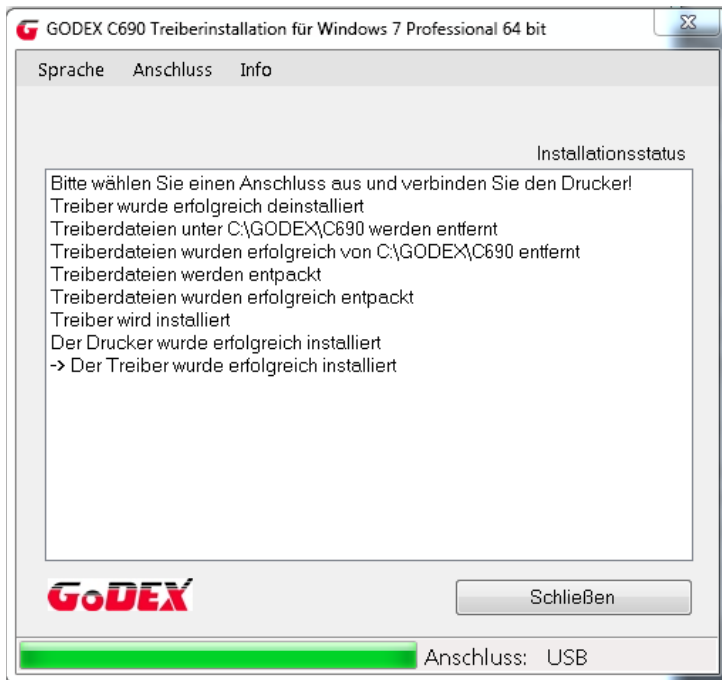 GODEX C690 Treiberinstallation für Windows 7 Professional 64 bit
Sprache Anschluss Info
Installationsstatus
Bitte wählen Sie einen Anschluss aus und verbinden Sie den Drucker!
Treiber wurde erfolgreich deinstalliert
Treiberdateien unter C:\GODEX\C690 werden entfernt
Treiberdateien wurden erfolgreich von C:\GODEX\C690 entfernt
Treiberdateien werden entpackt
Treiberdateien wurden erfolgreich entpackt
Treiber wird installiert
Der Drucker wurde erfolgreich installiert
-> Der Treiber wurde erfolgreich installiert
GoDEX
Schließen
Anschluss: USB